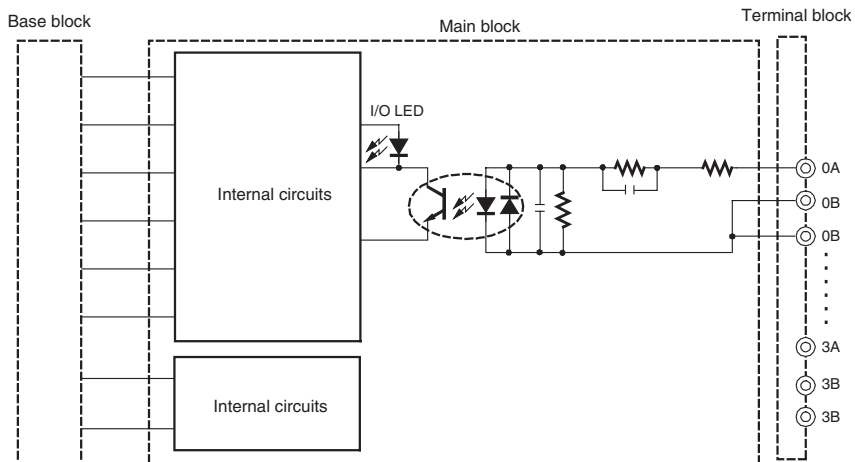 Base block
Main block
Terminal block
I/O LED
Internal circuits
0A
0B
0B
3A
Internal circuits
3B
3B